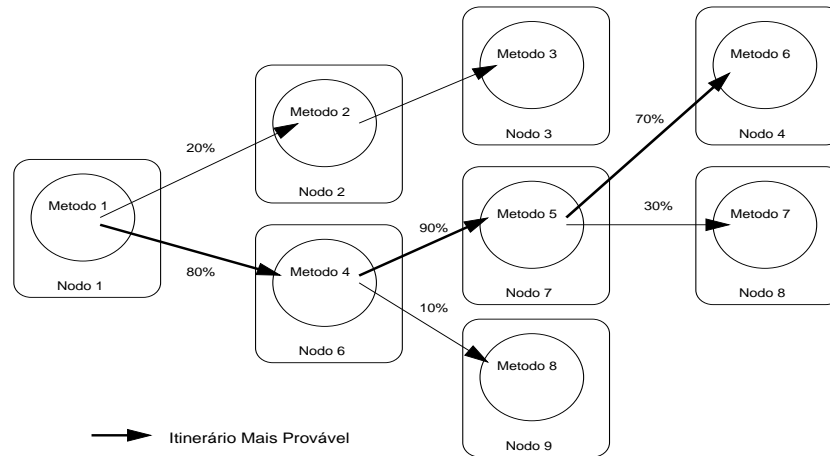 Metodo 3
Nodo 3
Metodo 6
Nodo 4
Metodo 2
Nodo 2
20%
70%
Metodo 1
Nodo 1
80%
Metodo 4
Nodo 6
90%
10%
Metodo 5
Nodo 7
30%
Metodo 7
Nodo 8
Metodo 8
Nodo 9
Itinerário Mais Provável